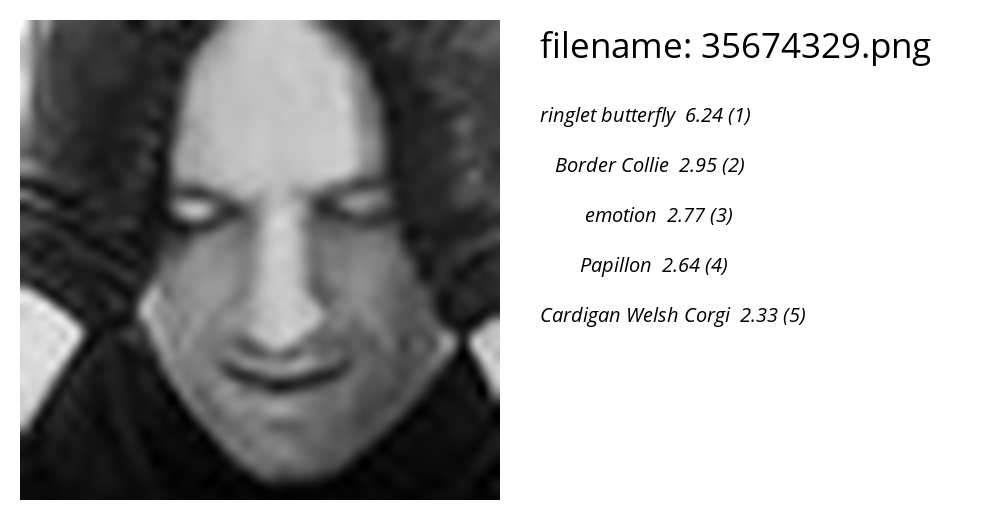 filename: 35674329.png
ringlet butterfly 6.24 (1)
Border Collie 2.95 (2)
emotion 2.77 (3)
Papillon 2.64 (4)
Cardigan Welsh Corgi 2.33 (5)